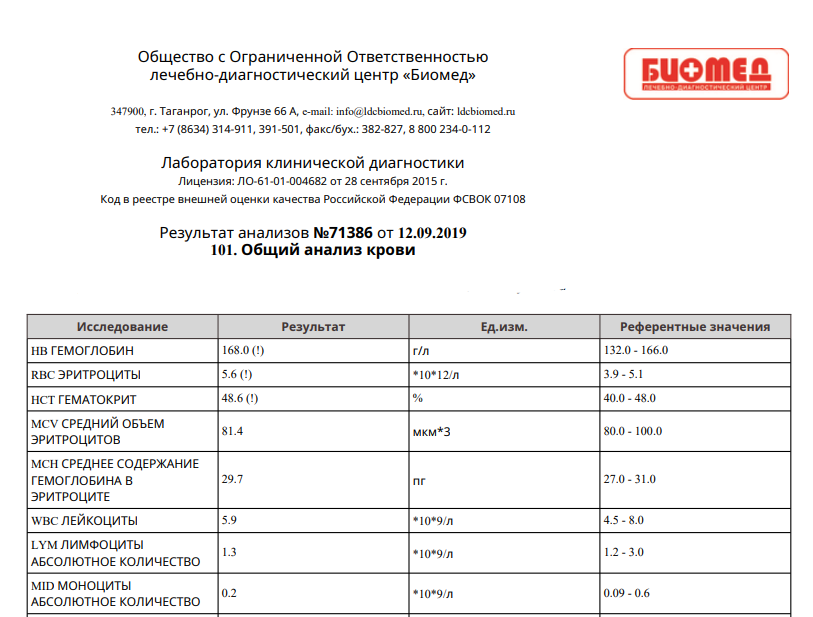 Общество с Ограниченной Ответственностью
лечебно-диагностический центр «Биомед»
БИОМЕД
ЛЕЧЕБНО-ДИАГНОСТИЧЕСКИЙ ЦЕНТР
347900, г. Таганрог, ул. Фрунзе 66 А, e-mail: info@ldcbiomed.ru, сайт: ldcbiomed.ru
тел.: +7 (8634) 314-911, 391-501, факс/бух.: 382-827, 8 800 234-0-112
Лаборатория клинической диагностики
Лицензия: ЛО-61-01-004682 от 28 сентября 2015 г.
Код в реестре внешней оценки качества Российской Федерации ФСВОК 07108
Результат анализов №71386 от 12.09.2019
101. Общий анализ крови
Исследование Результат Ед.изм. Референтные значения
HB ГЕМОГЛОБИН 168.0 (!) г/л 132.0 - 166.0
RBC ЭРИТРОЦИТЫ 5.6 (!) *10*12/л 3.9 - 5.1
HCT ГЕМАТОКРИТ 48.6 (!) % 40.0 - 48.0
MCV СРЕДНИЙ ОБЪЕМ
ЭРИТРОЦИТОВ 81.4 мкм*3 80.0 - 100.0
MCH СРЕДНЕЕ СОДЕРЖАНИЕ
ГЕМОГЛОБИНА В
ЭРИТРОЦИТЕ 29.7 пг 27.0 - 31.0
WBC ЛЕЙКОЦИТЫ 5.9 *10*9/л 4.5 - 8.0
LYM ЛИМФОЦИТЫ
АБСОЛЮТНОЕ КОЛИЧЕСТВО 1.3 *10*9/л 1.2 - 3.0
MID МОНОЦИТЫ
АБСОЛЮТНОЕ КОЛИЧЕСТВО 0.2 *10*9/л 0.09 - 0.6